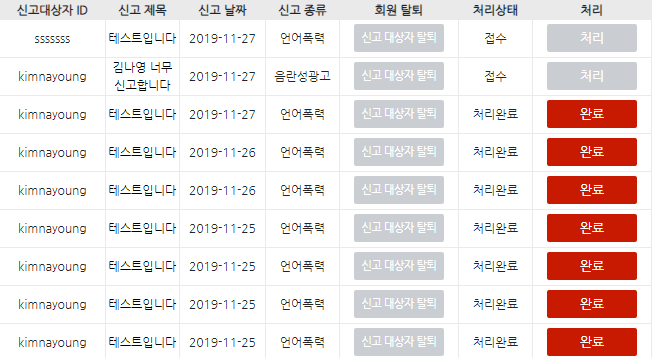 신고대상자 ID 신고 제목 신고 날짜 신고 종류 회원 탈퇴 처리상태 처리
sssssss 테스트입니다 2019-11-27 언어폭력 신고 대상자 탈퇴 접수 처리
kimnayoung 김나영 너무 신고합니다 2019-11-27 음란성광고 신고 대상자 탈퇴 접수 처리
kimnayoung 테스트입니다 2019-11-27 언어폭력 신고 대상자 탈퇴 처리완료 완료
kimnayoung 테스트입니다 2019-11-26 언어폭력 신고 대상자 탈퇴 처리완료 완료
kimnayoung 테스트입니다 2019-11-26 언어폭력 신고 대상자 탈퇴 처리완료 완료
kimnayoung 테스트입니다 2019-11-25 언어폭력 신고 대상자 탈퇴 처리완료 완료
kimnayoung 테스트입니다 2019-11-25 언어폭력 신고 대상자 탈퇴 처리완료 완료
kimnayoung 테스트입니다 2019-11-25 언어폭력 신고 대상자 탈퇴 처리완료 완료
kimnayoung 테스트입니다 2019-11-25 언어폭력 신고 대상자 탈퇴 처리완료 완료